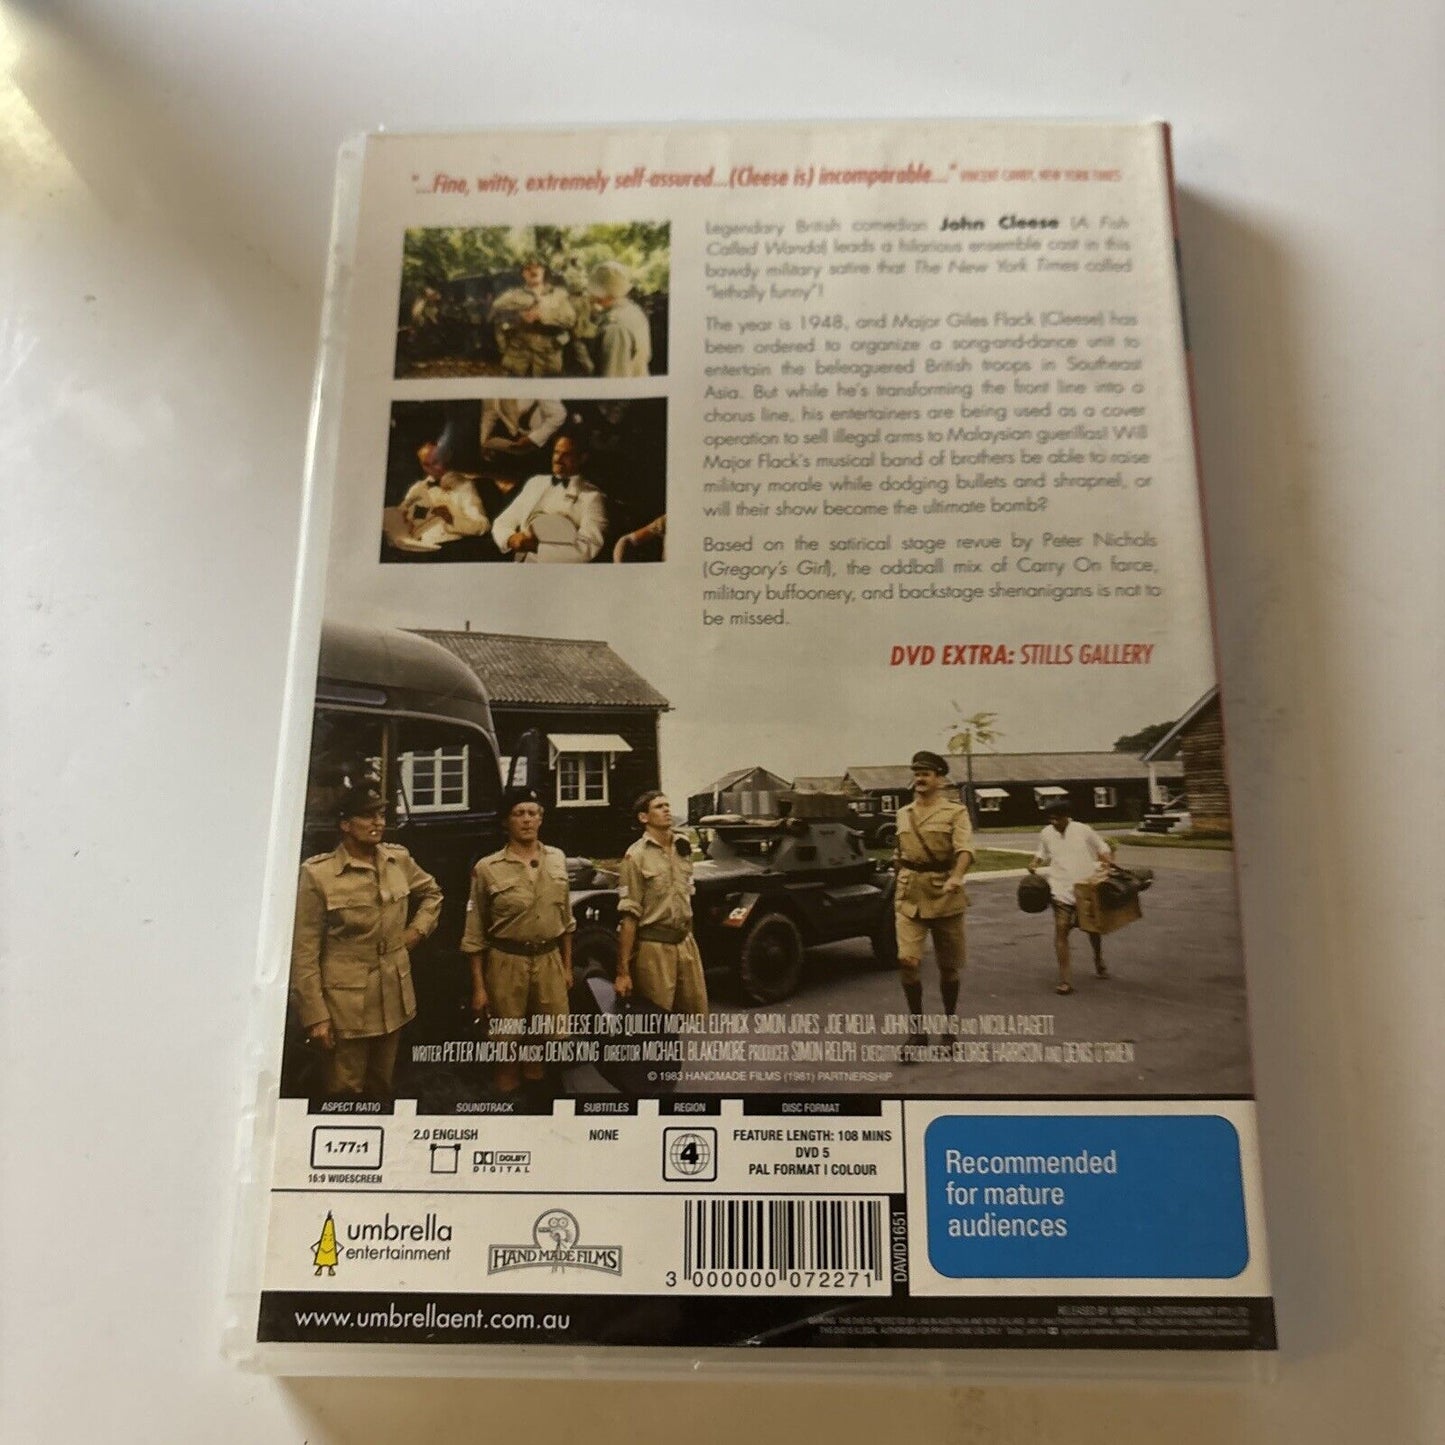 "...Fine, witty, extremely self-assured...(Cleese is) incomparable..." VINCENT CANBY, NEW YORK TIMES
Legendary British comedian John Cleese (A Fish
Called Wanda) leads a hilarious ensemble cast in this
bawdy military satire that The New York Times called
"lethally funny"!
The year is 1948, and Major Giles Flack (Cleese) has
been ordered to organize a song-and-dance unit to
entertain the beleaguered British troops in Southeast
Asia. But while he's transforming the front line into a
chorus line, his entertainers are being used as a cover
operation to sell illegal arms to Malaysian guerillas! Will
Major Flack's musical band of brothers be able to raise
military morale while dodging bullets and shrapnel, or
will their show become the ultimate bomb?
Based on the satirical stage revue by Peter Nichols
(Gregory's Girl), the oddball mix of Carry On farce,
military buffoonery, and backstage shenanigans is not to
be missed.
DVD EXTRA: STILLS GALLERY
62
STARRING JOHN CLEESE DENIS QUILLEY MICHAEL ELPHICK SIMON JONES JOE MELIA JOHN STANDING AND NICOLA PAGETT
WRITER PETER NICHOLS MUSIC DENIS KING DIRECTOR MICHAEL BLAKEMORE PRODUCER SIMON RELPH EXECUTIVE PRODUCERS GEORGE HARRISON AND DENIS O'BRIEN
© 1983 HANDMADE FILMS (1981) PARTNERSHIP
ASPECT RATIO SOUNDTRACK SUBTITLES REGION DISC FORMAT
1.77:1
16:9 WIDESCREEN
2.0 ENGLISH
DOLBY
DIGITAL
NONE
4
FEATURE LENGTH: 108 MINS
DVD 5
PAL FORMAT I COLOUR
Recommended
for mature
audiences
umbrella
entertainment
HAND MADE FILMS
3 000000 072271
DAVID1651
www.umbrellaent.com.au
RELEASED BY UMBRELLA ENTERTAINMENT PTY LTD